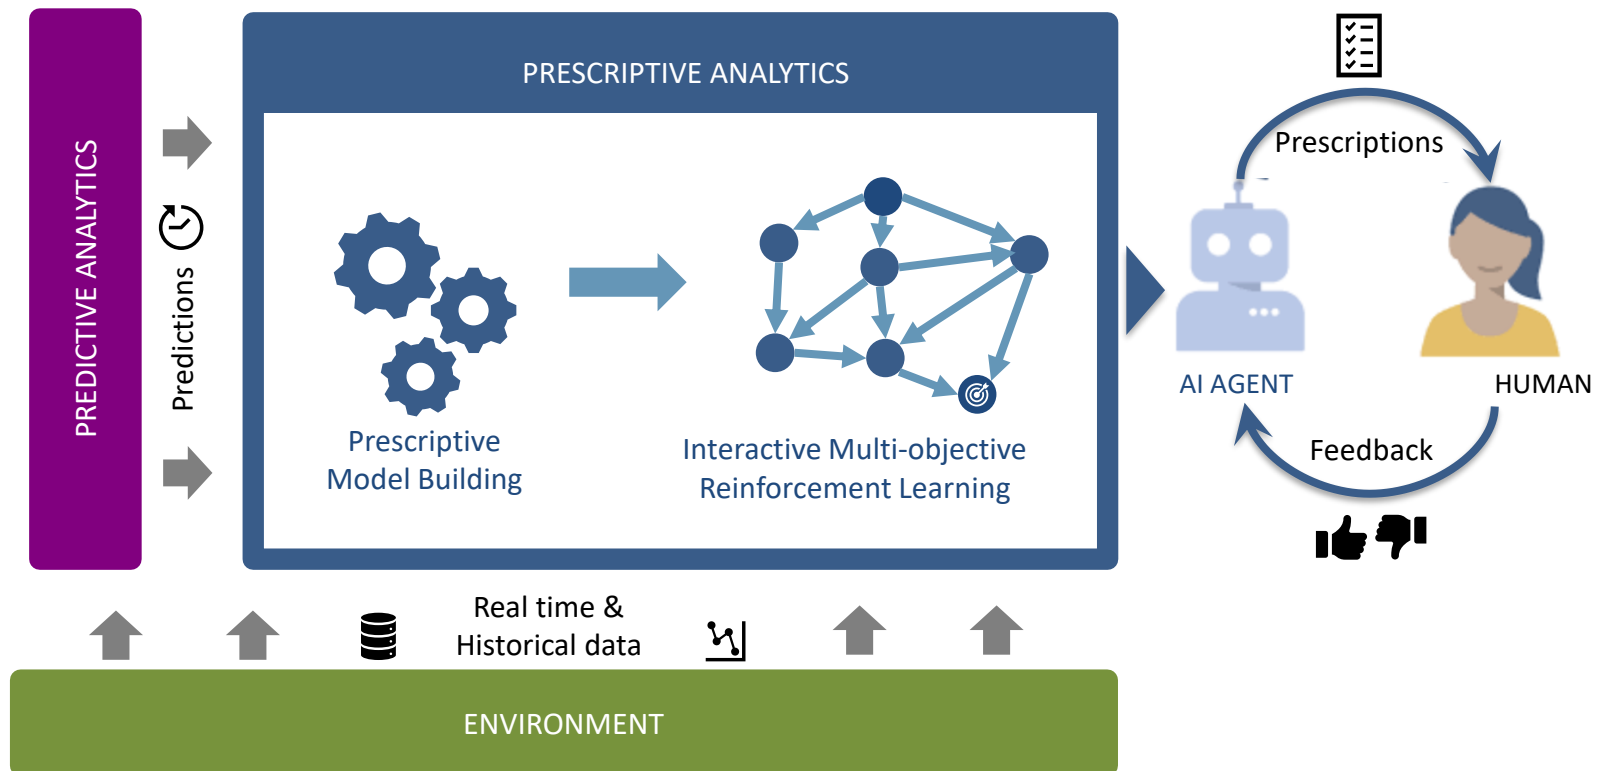 PREDICTIVE ANALYTICS
Predictions
PRESCRIPTIVE ANALYTICS
Prescriptive
Model Building
Interactive Multi-objective
Reinforcement Learning
Prescriptions
AI AGENT
HUMAN
Feedback
Real time &
Historical data
ENVIRONMENT